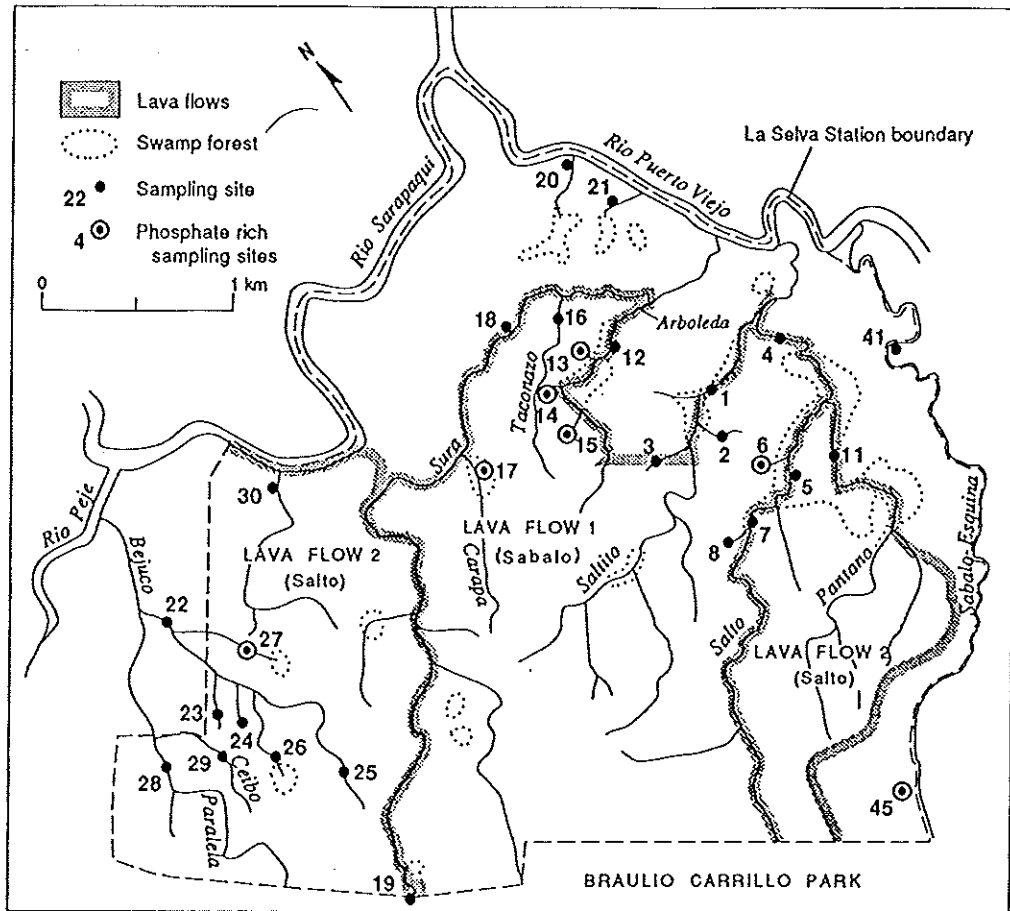 N
Lava flows
Swamp forest
22
Sampling site
4
Phosphate rich
sampling sites
0
1 km
Rio Sarapaqui
Rio Puerto Viejo
La Selva Station boundary
20
21
18
16
13
12
Arboleda
4
41
Taconazo
14
15
1
2
3
6
5
11
17
Sura
30
Rio Peje
LAVA FLOW 2
(Salto)
LAVA FLOW 1
(Sabalo)
Carapa
Saltito
8
7
Pantano
Sabalo-Esquina
Bejuco
22
27
Salto
LAVA FLOW 2
(Salto)
23
24
26
25
28
29
Ceibo
Paralela
45
19
BRAULIO CARRILLO PARK